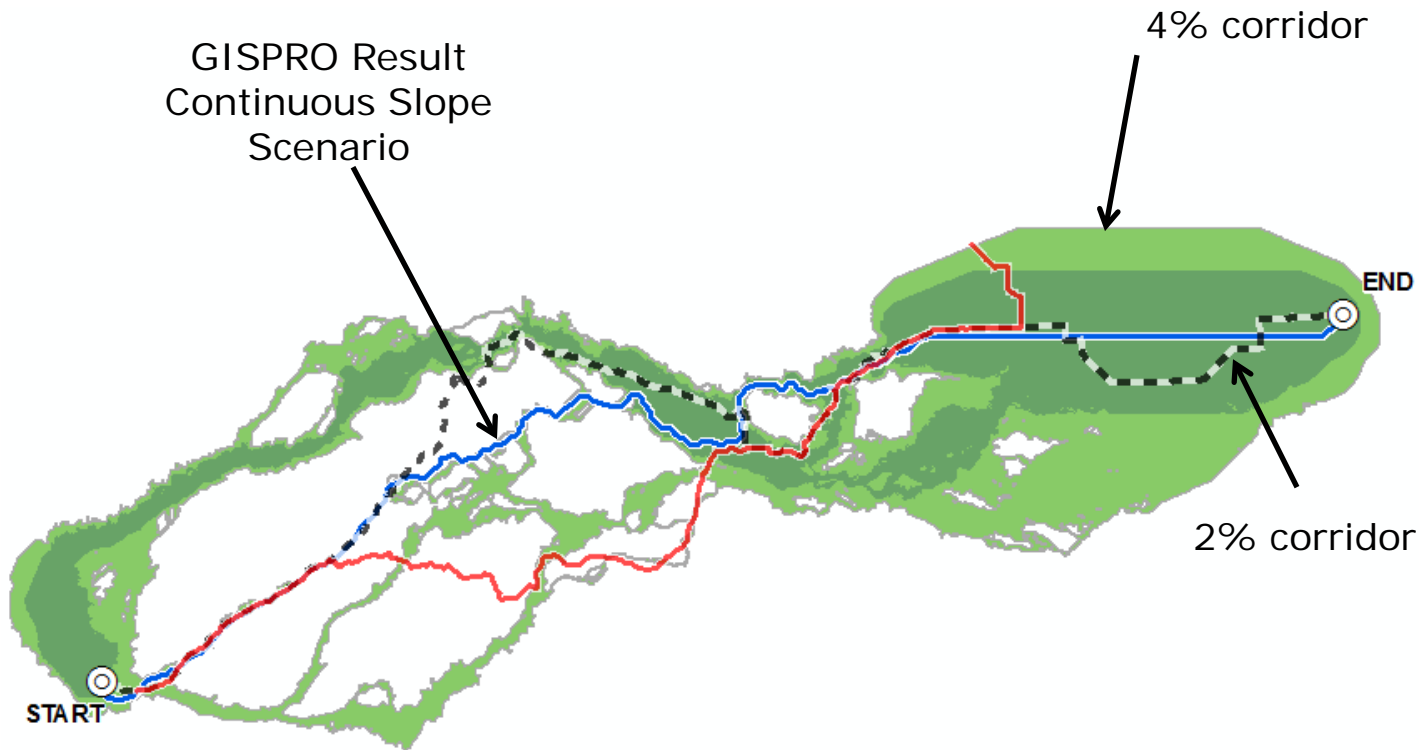 4% corridor
GISPRO Result
Continuous Slope
Scenario
END
2% corridor
START